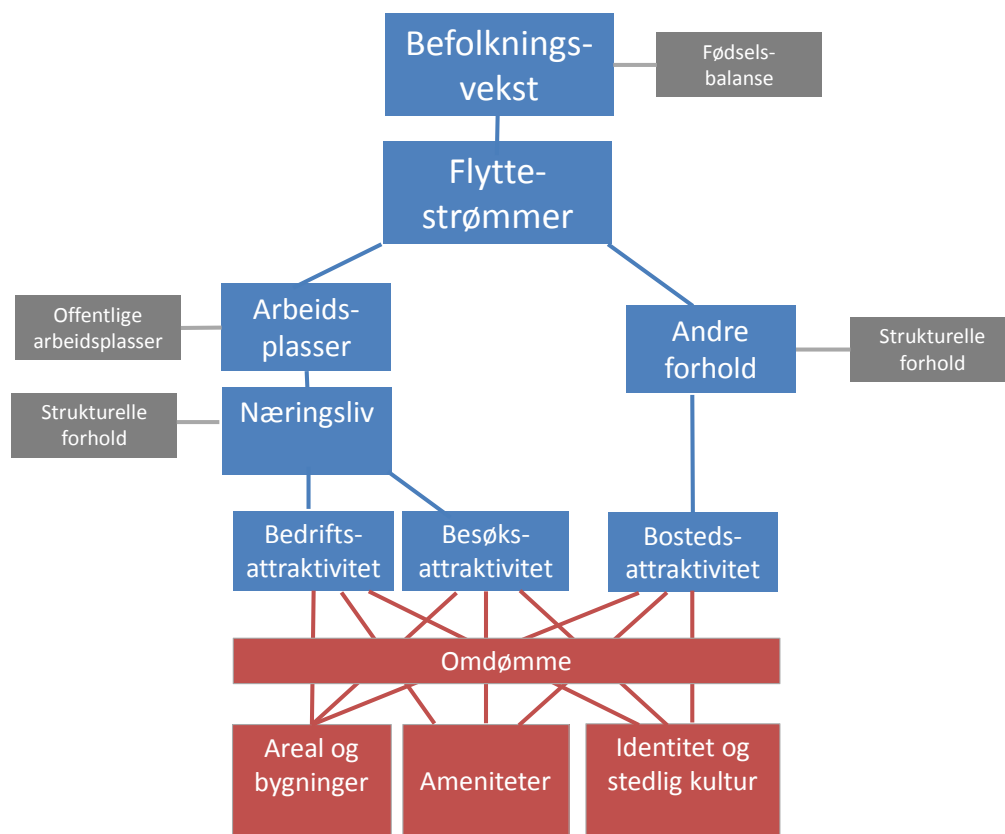 Befolknings-
vekst
Fødsels-
balanse
Flytte-
strømmer
Offentlige
arbeidsplasser
Arbeids-
plasser
Andre
forhold
Strukturelle
forhold
Strukturelle
forhold
Næringsliv
Bedrifts-
attraktivitet
Besøks-
attraktivitet
Bosteds-
attraktivitet
Omdømme
Areal og
bygninger
Ameniteter
Identitet og
stedlig kultur